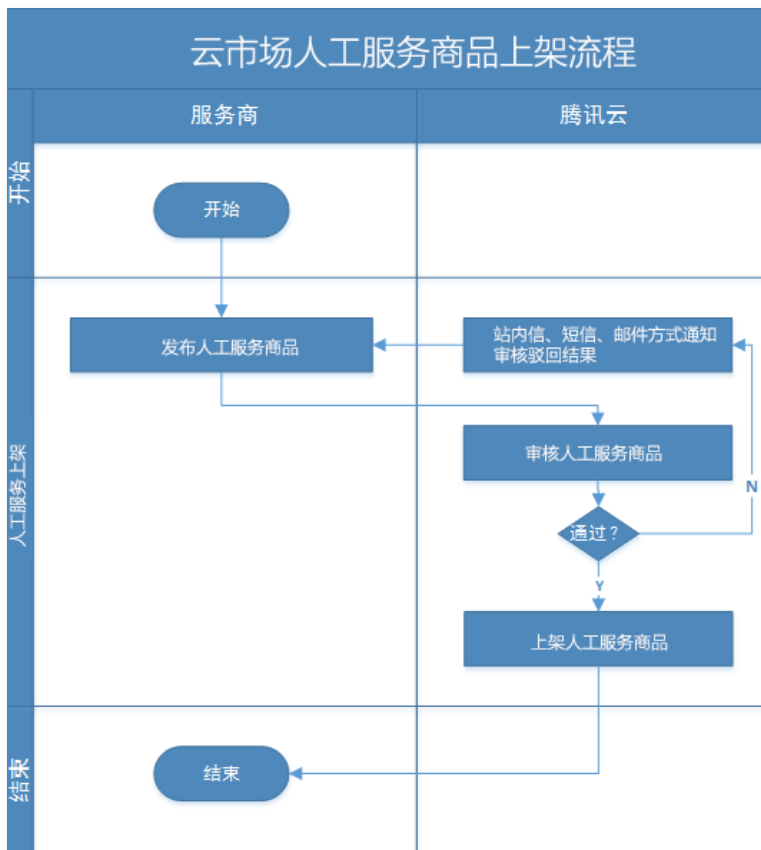 云市场人工服务商品上架流程
服务商
腾讯云
开始
开始
人工服务上架
发布人工服务商品
站内信、短信、邮件方式通知
审核驳回结果
审核人工服务商品
N
通过？
Y
上架人工服务商品
结束
结束